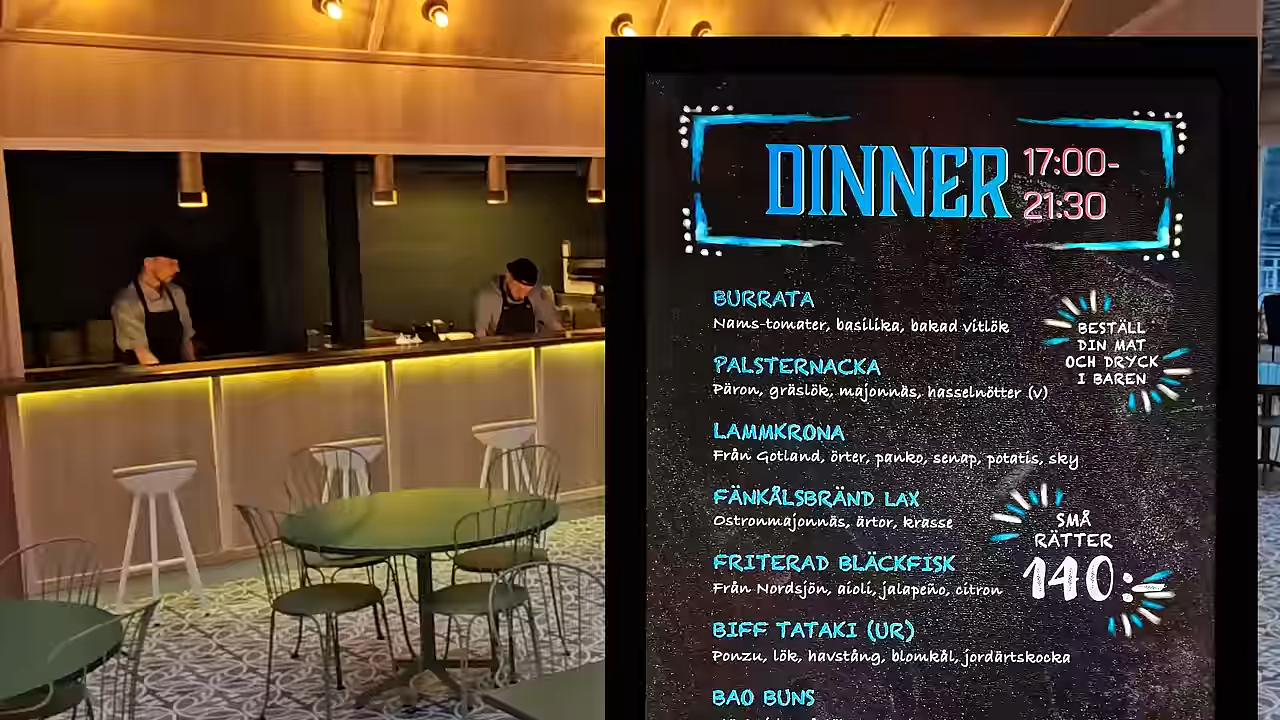 DINNER 17:00-
21:30
BURRATA
Nams-tomater, basilika, bakad vitlök
BESTÄLL
DIN MAT
OCH DRYCK
I BAREN
PALSTERNACKA
Päron, gräslök, majonnäs, hasselnötter (v)
LAMMKRONA
Från Gotland, örter, panko, senap, potatis, sky
FÄNKÅLSBRÄND LAX
Ostronmajonnäs, ärtor, krasse
SMÅ
RÄTTER
140:-
FRITERAD BLÄCKFISK
Från Nordsjön, aioli, jalapeño, citron
BIFF TATAKI (UR)
Ponzu, lök, havstång, blomkål, jordärtskocka
BAO BUNS